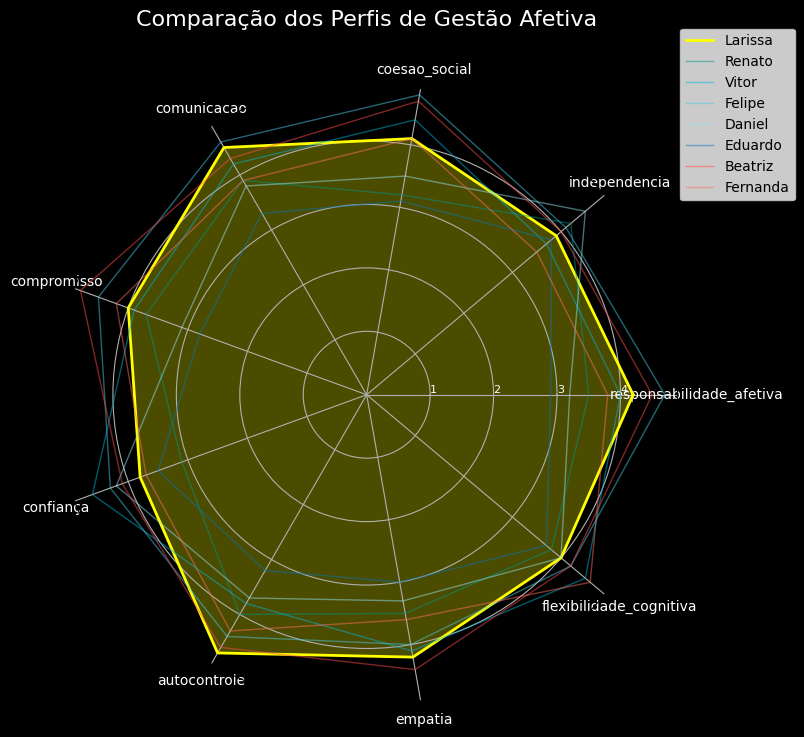 Comparação dos Perfis de Gestão Afetiva
Larissa
Renato
Vitor
Felipe
Daniel
Eduardo
Beatriz
Fernanda
coesao_social
comunicacao
independencia
compromisso
1
2
3
4
responsabilidade_afetiva
confiança
flexibilidade_cognitiva
autocontrole
empatia